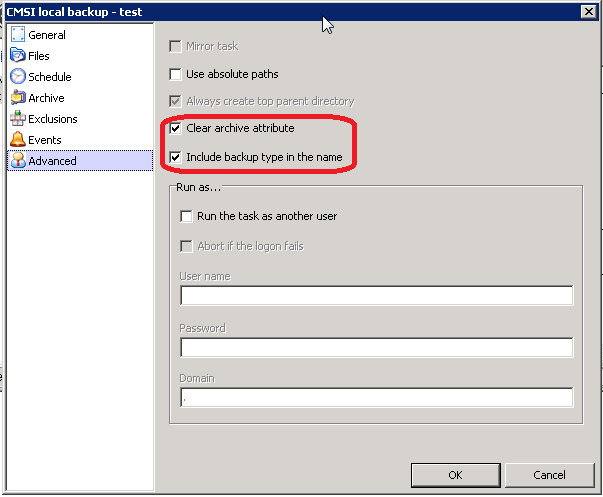 CMSI local backup - test
General
Files
Schedule
Archive
Exclusions
Events
Advanced
Mirror task
Use absolute paths
Always create top parent directory
Clear archive attribute
Include backup type in the name
Run as...
Run the task as another user
Abort if the logon fails
User name
Password
Domain
.
OK
Cancel